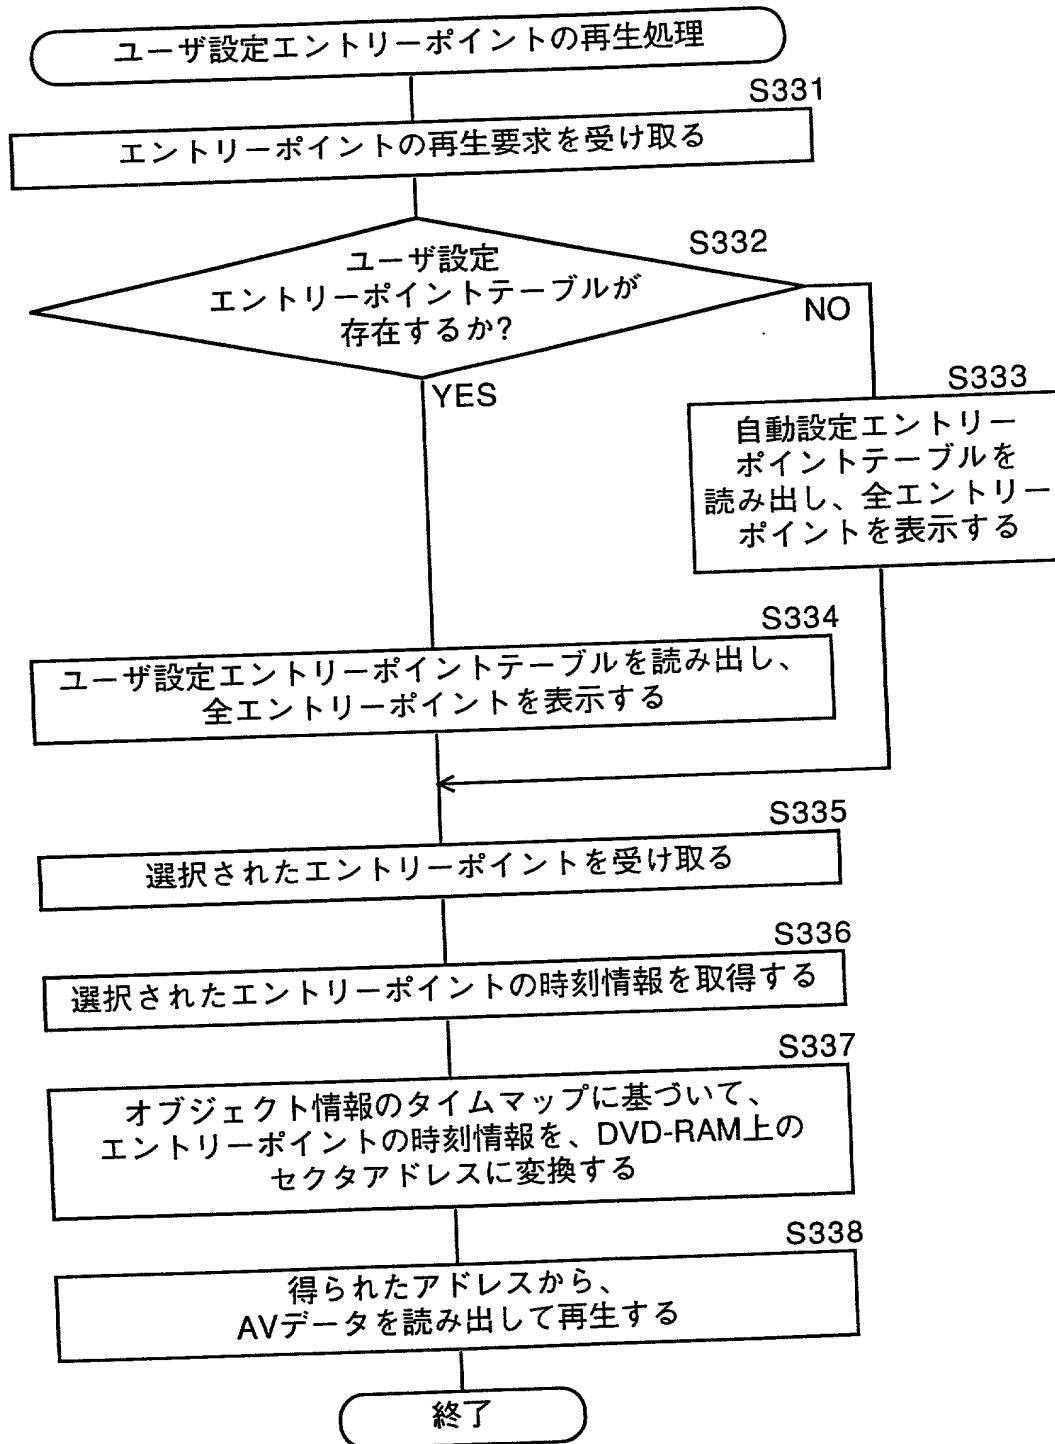 ユーザ設定エントリーポイントの再生処理
S331
エントリーポイントの再生要求を受け取る
S332
ユーザ設定
エントリーポイントテーブルが
存在するか?
NO
YES
S333
自動設定エントリー
ポイントテーブルを
読み出し、全エントリー
ポイントを表示する
S334
ユーザ設定エントリーポイントテーブルを読み出し、
全エントリーポイントを表示する
S335
選択されたエントリーポイントを受け取る
S336
選択されたエントリーポイントの時刻情報を取得する
S337
オブジェクト情報のタイムマップに基づいて、
エントリーポイントの時刻情報を、DVD-RAM上の
セクタアドレスに変換する
S338
得られたアドレスから、
AVデータを読み出して再生する
終了